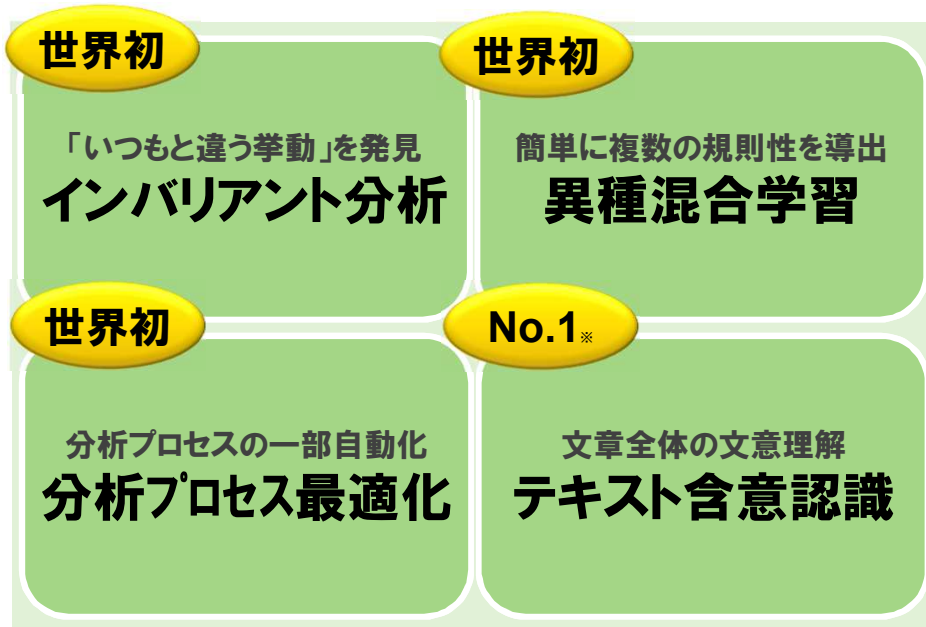 世界初
「いつもと違う挙動」を発見
インバリアント分析
世界初
簡単に複数の規則性を導出
異種混合学習
世界初
分析プロセスの一部自動化
分析プロセス最適化
No.1※
文章全体の文意理解
テキスト含意認識